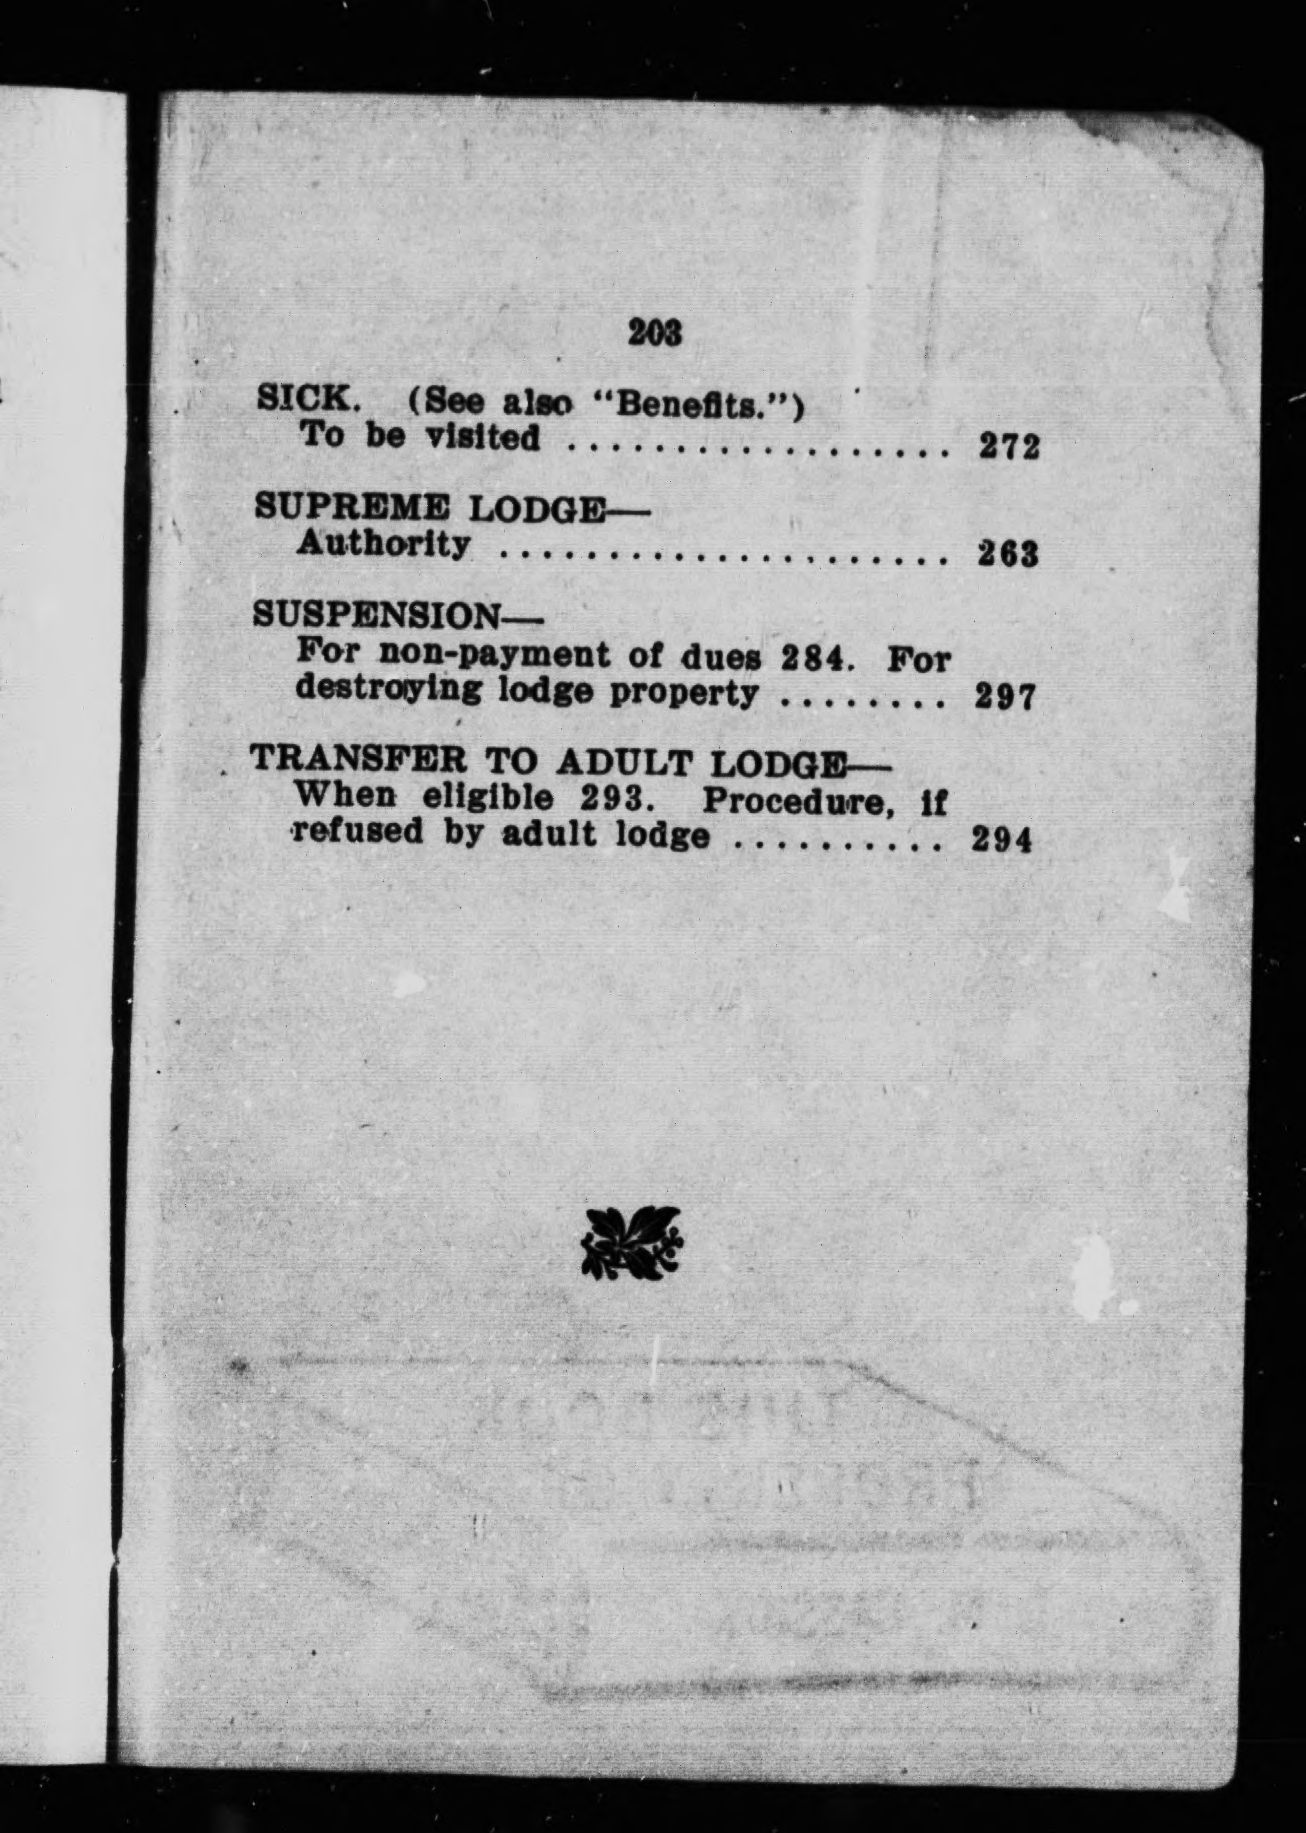 203
SICK. (See also "Benefits.")
To be visited .................. 272
SUPREME LODGE—
Authority ..................... 263
SUSPENSION—
For non-payment of dues 284. For
destroying lodge property ........ 297
TRANSFER TO ADULT LODGE—
When eligible 293. Procedure, if
refused by adult lodge .......... 294